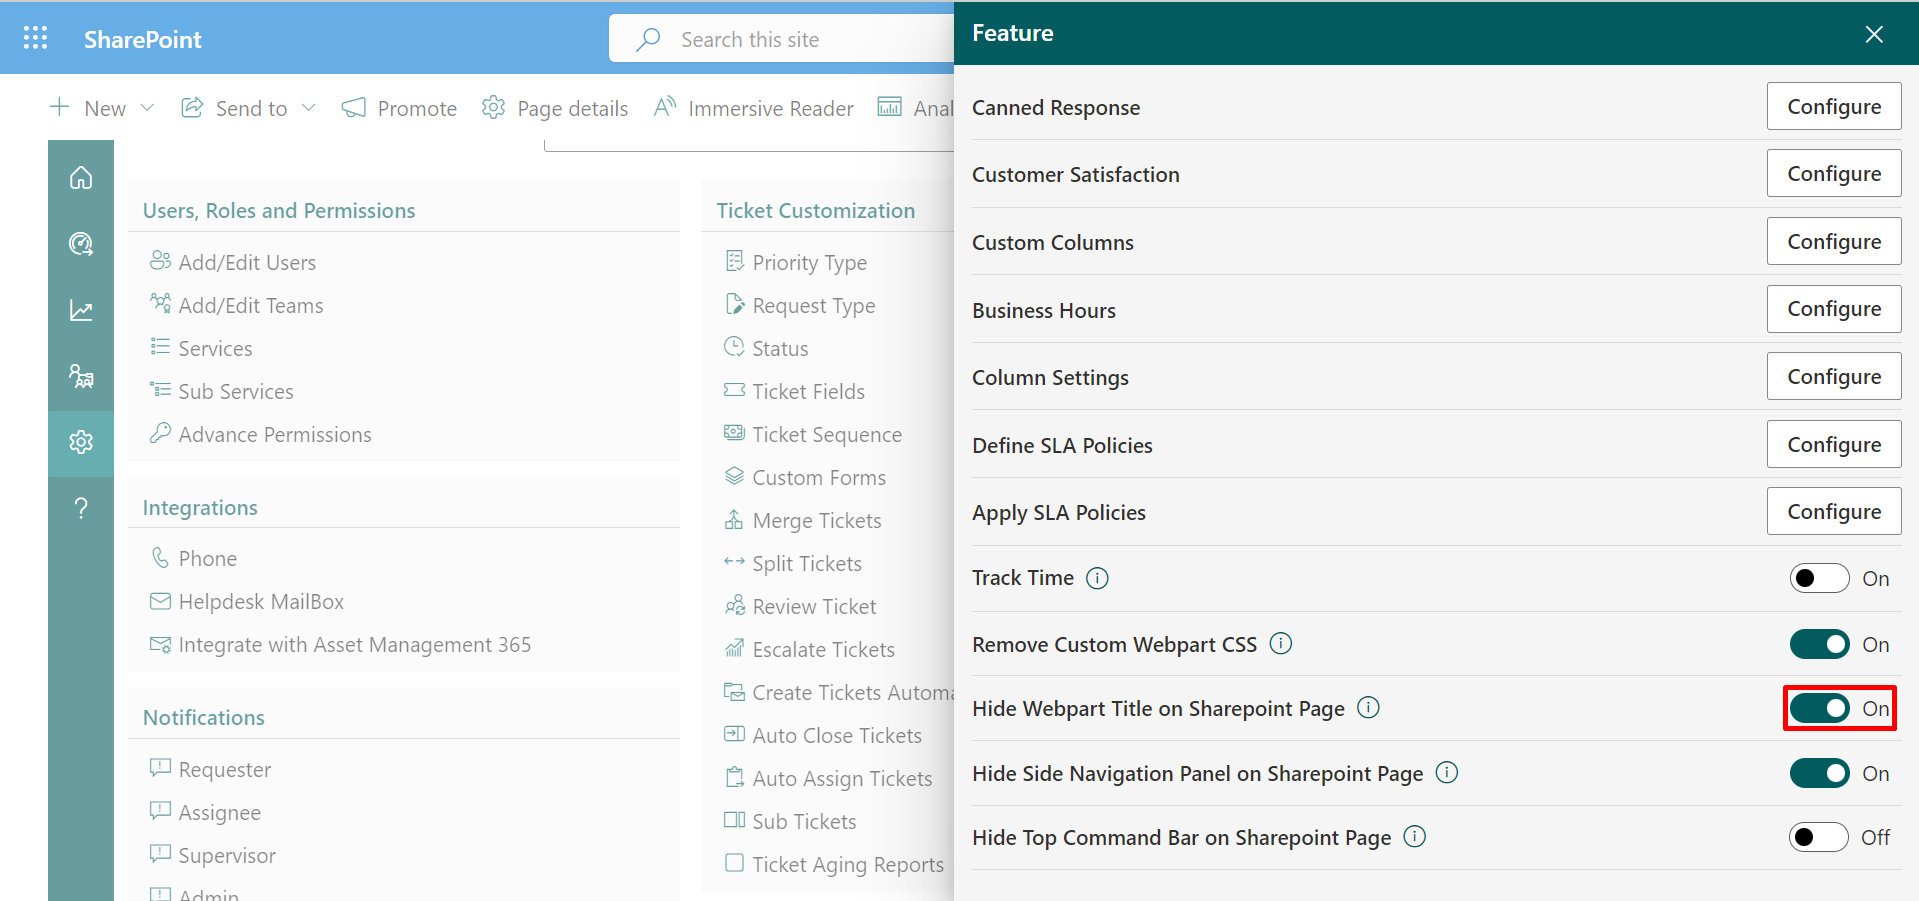 SharePoint
Search this site
New
Send to
Promote
Page details
Immersive Reader
Anal
Users, Roles and Permissions
Add/Edit Users
Add/Edit Teams
Services
Sub Services
Advance Permissions
Integrations
Phone
Helpdesk MailBox
Integrate with Asset Management 365
Notifications
Requester
Assignee
Supervisor
Admin
Ticket Customization
Priority Type
Request Type
Status
Ticket Fields
Ticket Sequence
Custom Forms
Merge Tickets
Split Tickets
Review Ticket
Escalate Tickets
Create Tickets Automa
Auto Close Tickets
Auto Assign Tickets
Sub Tickets
Ticket Aging Reports
Feature
Canned Response Configure
Customer Satisfaction Configure
Custom Columns Configure
Business Hours Configure
Column Settings Configure
Define SLA Policies Configure
Apply SLA Policies Configure
Track Time On
Remove Custom Webpart CSS On
Hide Webpart Title on Sharepoint Page On
Hide Side Navigation Panel on Sharepoint Page On
Hide Top Command Bar on Sharepoint Page Off